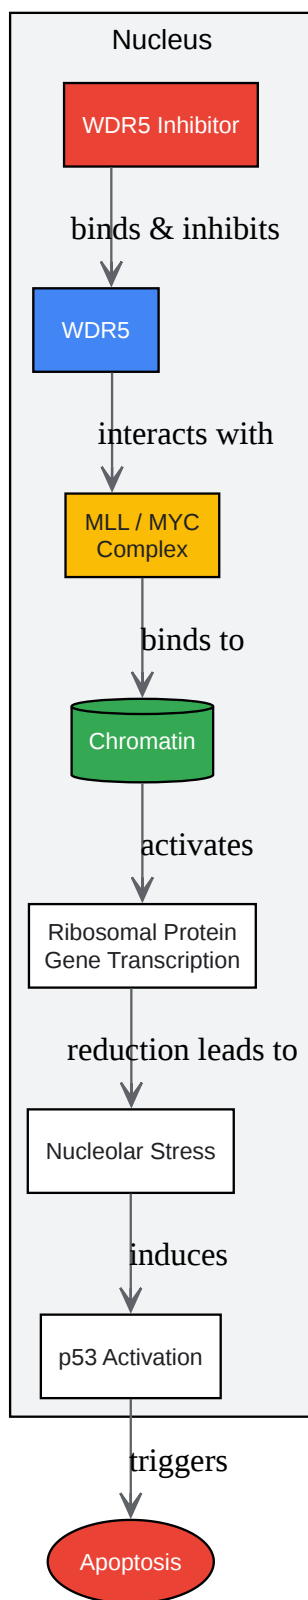 Nucleus
WDR5 Inhibitor
binds & inhibits
WDR5
interacts with
MLL / MYC
Complex
binds to
Chromatin
activates
Ribosomal Protein
Gene Transcription
reduction leads to
Nucleolar Stress
induces
p53 Activation
triggers
Apoptosis